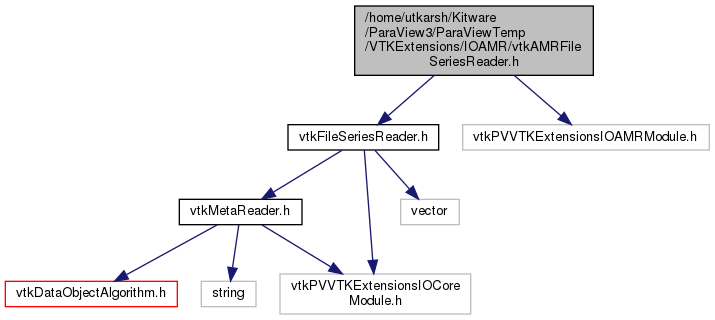 /home/utkarsh/Kitware
/ParaView3/ParaViewTemp
/VTKExtensions/IOAMR/vtkAMRFile
SeriesReader.h
vtkFileSeriesReader.h
vtkPVVTKExtensionsIOAMRModule.h
vtkMetaReader.h
vector
vtkDataObjectAlgorithm.h
string
vtkPVVTKExtensionsIOCore
Module.h